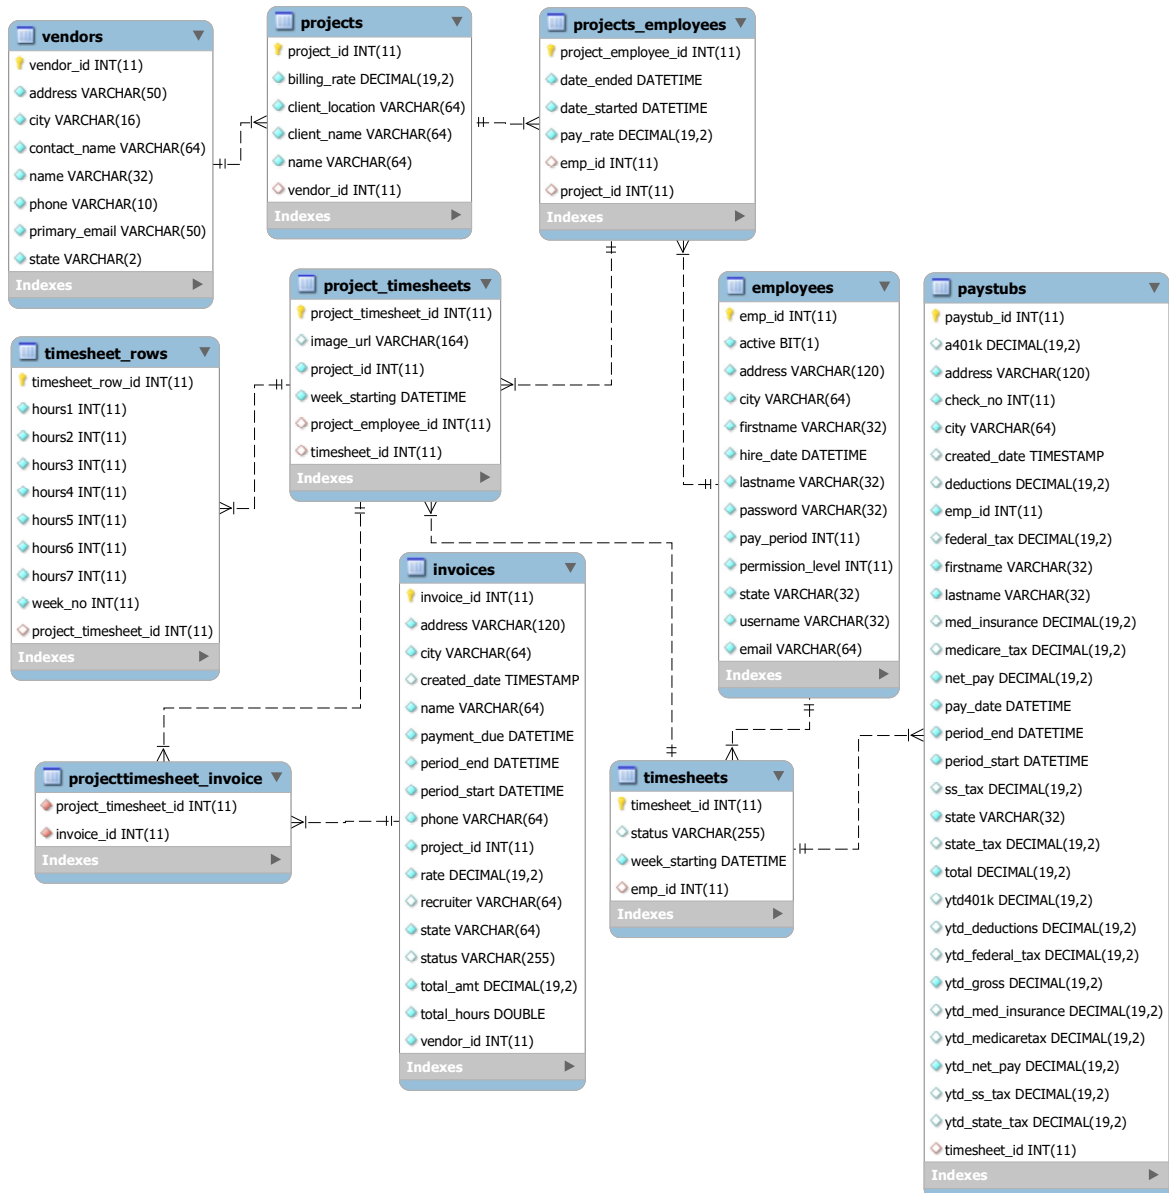 vendors
vendor_id INT(11)
address VARCHAR(50)
city VARCHAR(16)
contact_name VARCHAR(64)
name VARCHAR(32)
phone VARCHAR(10)
primary_email VARCHAR(50)
state VARCHAR(2)
Indexes
projects
project_id INT(11)
billing_rate DECIMAL(19,2)
client_location VARCHAR(64)
client_name VARCHAR(64)
name VARCHAR(64)
vendor_id INT(11)
Indexes
projects_employees
project_employee_id INT(11)
date_ended DATETIME
date_started DATETIME
pay_rate DECIMAL(19,2)
emp_id INT(11)
project_id INT(11)
Indexes
project_timesheets
project_timesheet_id INT(11)
image_url VARCHAR(164)
project_id INT(11)
week_starting DATETIME
project_employee_id INT(11)
timesheet_id INT(11)
Indexes
employees
emp_id INT(11)
active BIT(1)
address VARCHAR(120)
city VARCHAR(64)
firstname VARCHAR(32)
hire_date DATETIME
lastname VARCHAR(32)
password VARCHAR(32)
pay_period INT(11)
permission_level INT(11)
state VARCHAR(32)
username VARCHAR(32)
email VARCHAR(64)
Indexes
paystubs
paystub_id INT(11)
a401k DECIMAL(19,2)
address VARCHAR(120)
check_no INT(11)
city VARCHAR(64)
created_date TIMESTAMP
deductions DECIMAL(19,2)
emp_id INT(11)
federal_tax DECIMAL(19,2)
firstname VARCHAR(32)
lastname VARCHAR(32)
med_insurance DECIMAL(19,2)
medicare_tax DECIMAL(19,2)
net_pay DECIMAL(19,2)
pay_date DATETIME
period_end DATETIME
period_start DATETIME
ss_tax DECIMAL(19,2)
state VARCHAR(32)
state_tax DECIMAL(19,2)
total DECIMAL(19,2)
ytd401k DECIMAL(19,2)
ytd_deductions DECIMAL(19,2)
ytd_federal_tax DECIMAL(19,2)
ytd_gross DECIMAL(19,2)
ytd_med_insurance DECIMAL(19,2)
ytd_medicaretax DECIMAL(19,2)
ytd_net_pay DECIMAL(19,2)
ytd_ss_tax DECIMAL(19,2)
ytd_state_tax DECIMAL(19,2)
timesheet_id INT(11)
Indexes
timesheet_rows
timesheet_row_id INT(11)
hours1 INT(11)
hours2 INT(11)
hours3 INT(11)
hours4 INT(11)
hours5 INT(11)
hours6 INT(11)
hours7 INT(11)
week_no INT(11)
project_timesheet_id INT(11)
Indexes
invoices
invoice_id INT(11)
address VARCHAR(120)
city VARCHAR(64)
created_date TIMESTAMP
name VARCHAR(64)
payment_due DATETIME
period_end DATETIME
period_start DATETIME
phone VARCHAR(64)
project_id INT(11)
rate DECIMAL(19,2)
recruiter VARCHAR(64)
state VARCHAR(64)
status VARCHAR(255)
total_amt DECIMAL(19,2)
total_hours DOUBLE
vendor_id INT(11)
Indexes
projecttimesheet_invoice
project_timesheet_id INT(11)
invoice_id INT(11)
Indexes
timesheets
timesheet_id INT(11)
status VARCHAR(255)
week_starting DATETIME
emp_id INT(11)
Indexes